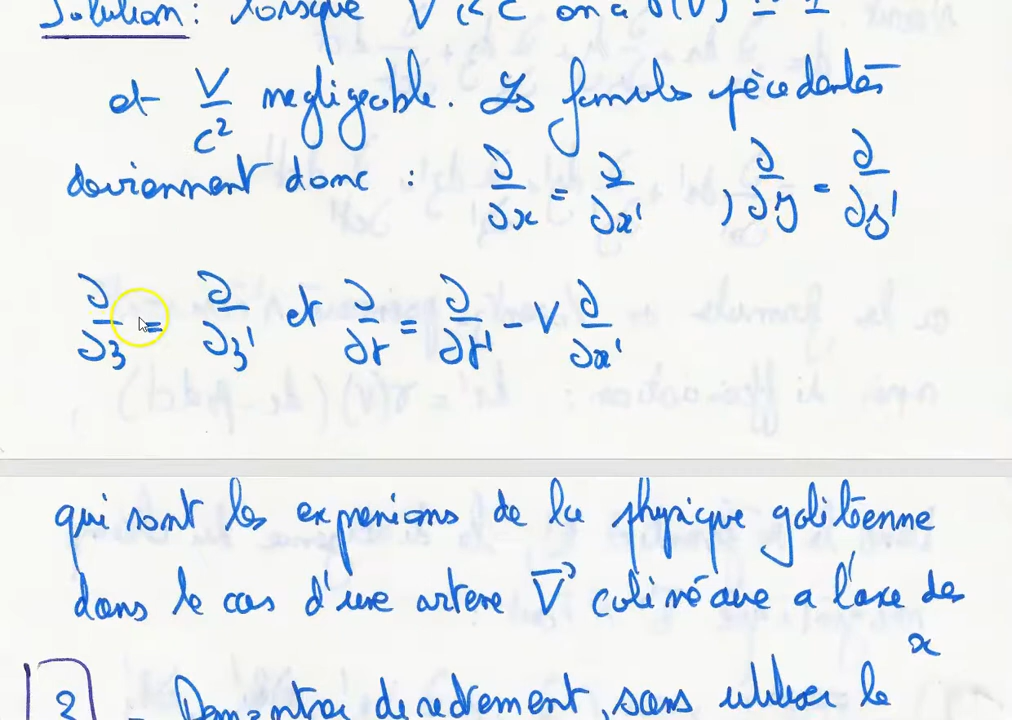 Solution : lorsque V << c on a γ(V) ≃ 1
et V/c² négligeable. Les formules précédentes
deviennent donc : ∂/∂x = ∂/∂x' , ∂/∂y = ∂/∂y'
∂/∂z = ∂/∂z' et ∂/∂t = ∂/∂t' - V ∂/∂x'
qui sont les expressions de la physique galiléenne
dans le cas d'une vitesse V⃗ colinéaire a l'axe des
x
2 - Démontrer directement, sans utiliser le